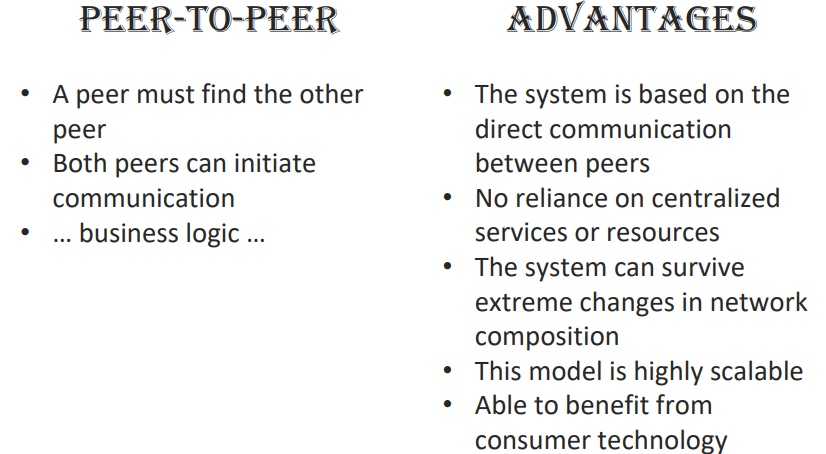 PEER-TO-PEER
• A peer must find the other
peer
• Both peers can initiate
communication
• ... business logic ...
ADVANTAGES
• The system is based on the
direct communication
between peers
• No reliance on centralized
services or resources
• The system can survive
extreme changes in network
composition
• This model is highly scalable
• Able to benefit from
consumer technology